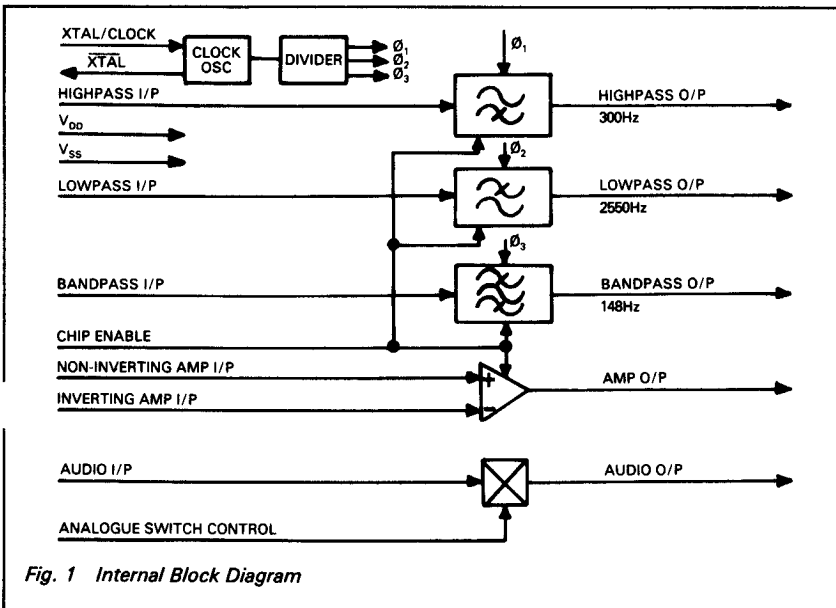 XTAL/CLOCK
XTAL
CLOCK
OSC
DIVIDER
Ø1
Ø2
Ø3
Ø1
HIGHPASS I/P
HIGHPASS O/P
300Hz
VDD
VSS
Ø2
LOWPASS I/P
LOWPASS O/P
2550Hz
Ø3
BANDPASS I/P
BANDPASS O/P
148Hz
CHIP ENABLE
NON-INVERTING AMP I/P
+
AMP O/P
INVERTING AMP I/P
−
AUDIO I/P
AUDIO O/P
ANALOGUE SWITCH CONTROL
Fig. 1 Internal Block Diagram